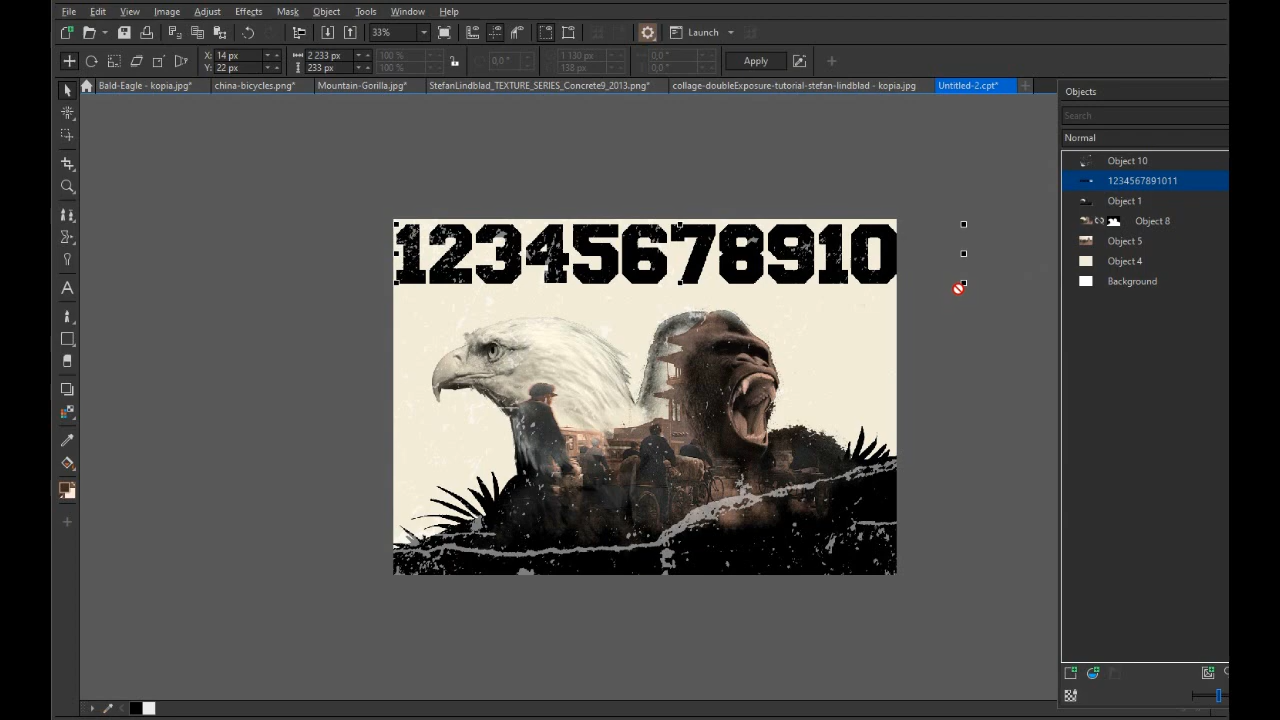 File Edit View Image Adjust Effects Mask Object Tools Window Help
33% Launch
X: 14 px 2 233 px 100 % 0,0 ° 1 130 px 0,0 ° Apply
Y: 22 px 233 px 100 % 138 px 0,0 °
Bald-Eagle - kopia.jpg* china-bicycles.png* Mountain-Gorilla.jpg* StefanLindblad_TEXTURE_SERIES_Concrete9_2013.png* collage-doubleExposure-tutorial-stefan-lindblad - kopia.jpg Untitled-2.cpt*
Objects
Search
Normal
Object 10
1234567891011
Object 1
Object 8
Object 5
Object 4
Background
12345678910